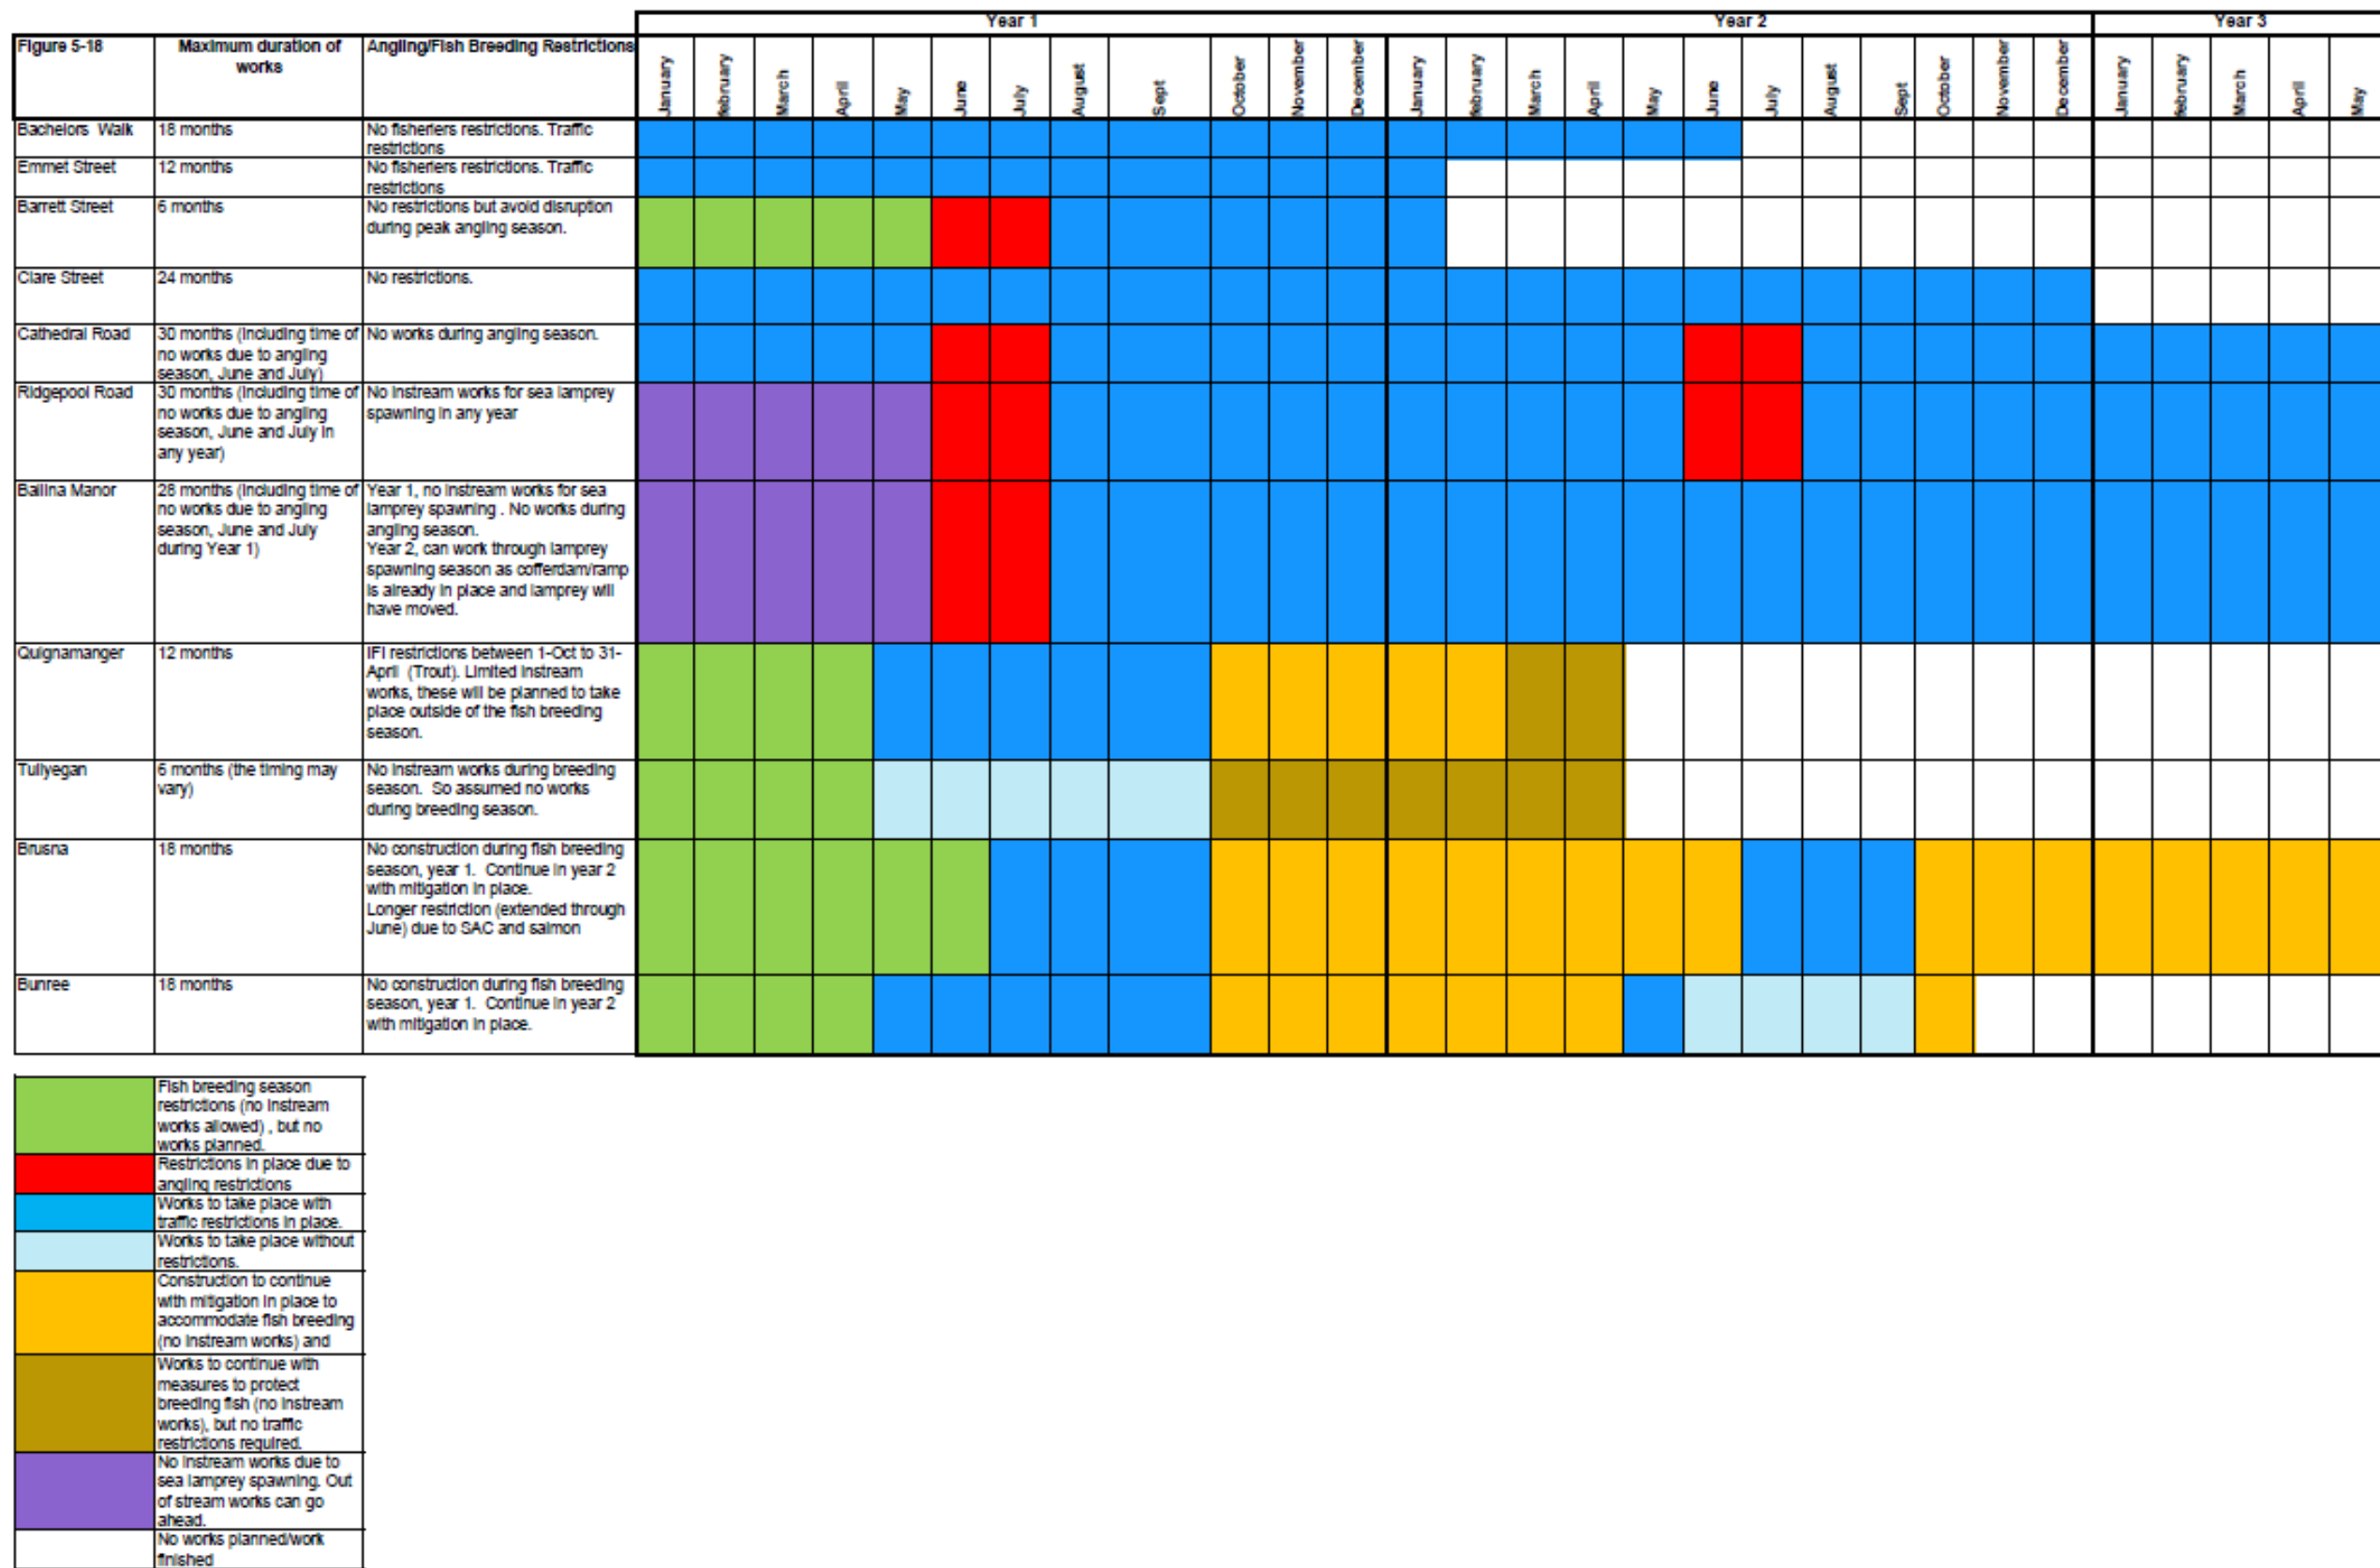 Year 1
Year 2
Year 3
Figure 5-18
Maximum duration of
works
Angling/Fish Breeding Restrictions
January
february
March
April
May
June
July
August
Sept
October
November
December
January
february
March
April
May
June
July
August
Sept
October
November
December
January
february
March
April
May
Bachelors Walk
18 months
No fisheriers restrictions. Traffic
restrictions
Emmet Street
12 months
No fisheriers restrictions. Traffic
restrictions
Barrett Street
6 months
No restrictions but avoid disruption
during peak angling season.
Clare Street
24 months
No restrictions.
Cathedral Road
30 months (including time of
no works due to angling
season, June and July)
No works during angling season.
Ridgepool Road
30 months (including time of
no works due to angling
season, June and July in
any year)
No instream works for sea lamprey
spawning in any year
Ballina Manor
28 months (including time of
no works due to angling
season, June and July
during Year 1)
Year 1, no instream works for sea
lamprey spawning . No works during
angling season.
Year 2, can work through lamprey
spawning season as cofferdam/ramp
is already in place and lamprey will
have moved.
Quignamanger
12 months
IFI restrictions between 1-Oct to 31-
April (Trout). Limited instream
works, these will be planned to take
place outside of the fish breeding
season.
Tullyegan
6 months (the timing may
vary)
No instream works during breeding
season. So assumed no works
during breeding season.
Brusna
18 months
No construction during fish breeding
season, year 1. Continue in year 2
with mitigation in place.
Longer restriction (extended through
June) due to SAC and salmon
Bunree
18 months
No construction during fish breeding
season, year 1. Continue in year 2
with mitigation in place.
Fish breeding season
restrictions (no instream
works allowed) , but no
works planned.
Restrictions in place due to
angling restrictions
Works to take place with
traffic restrictions in place.
Works to take place without
restrictions.
Construction to continue
with mitigation in place to
accommodate fish breeding
(no instream works) and
Works to continue with
measures to protect
breeding fish (no instream
works), but no traffic
restrictions required.
No instream works due to
sea lamprey spawning. Out
of stream works can go
ahead.
No works planned/work
finished